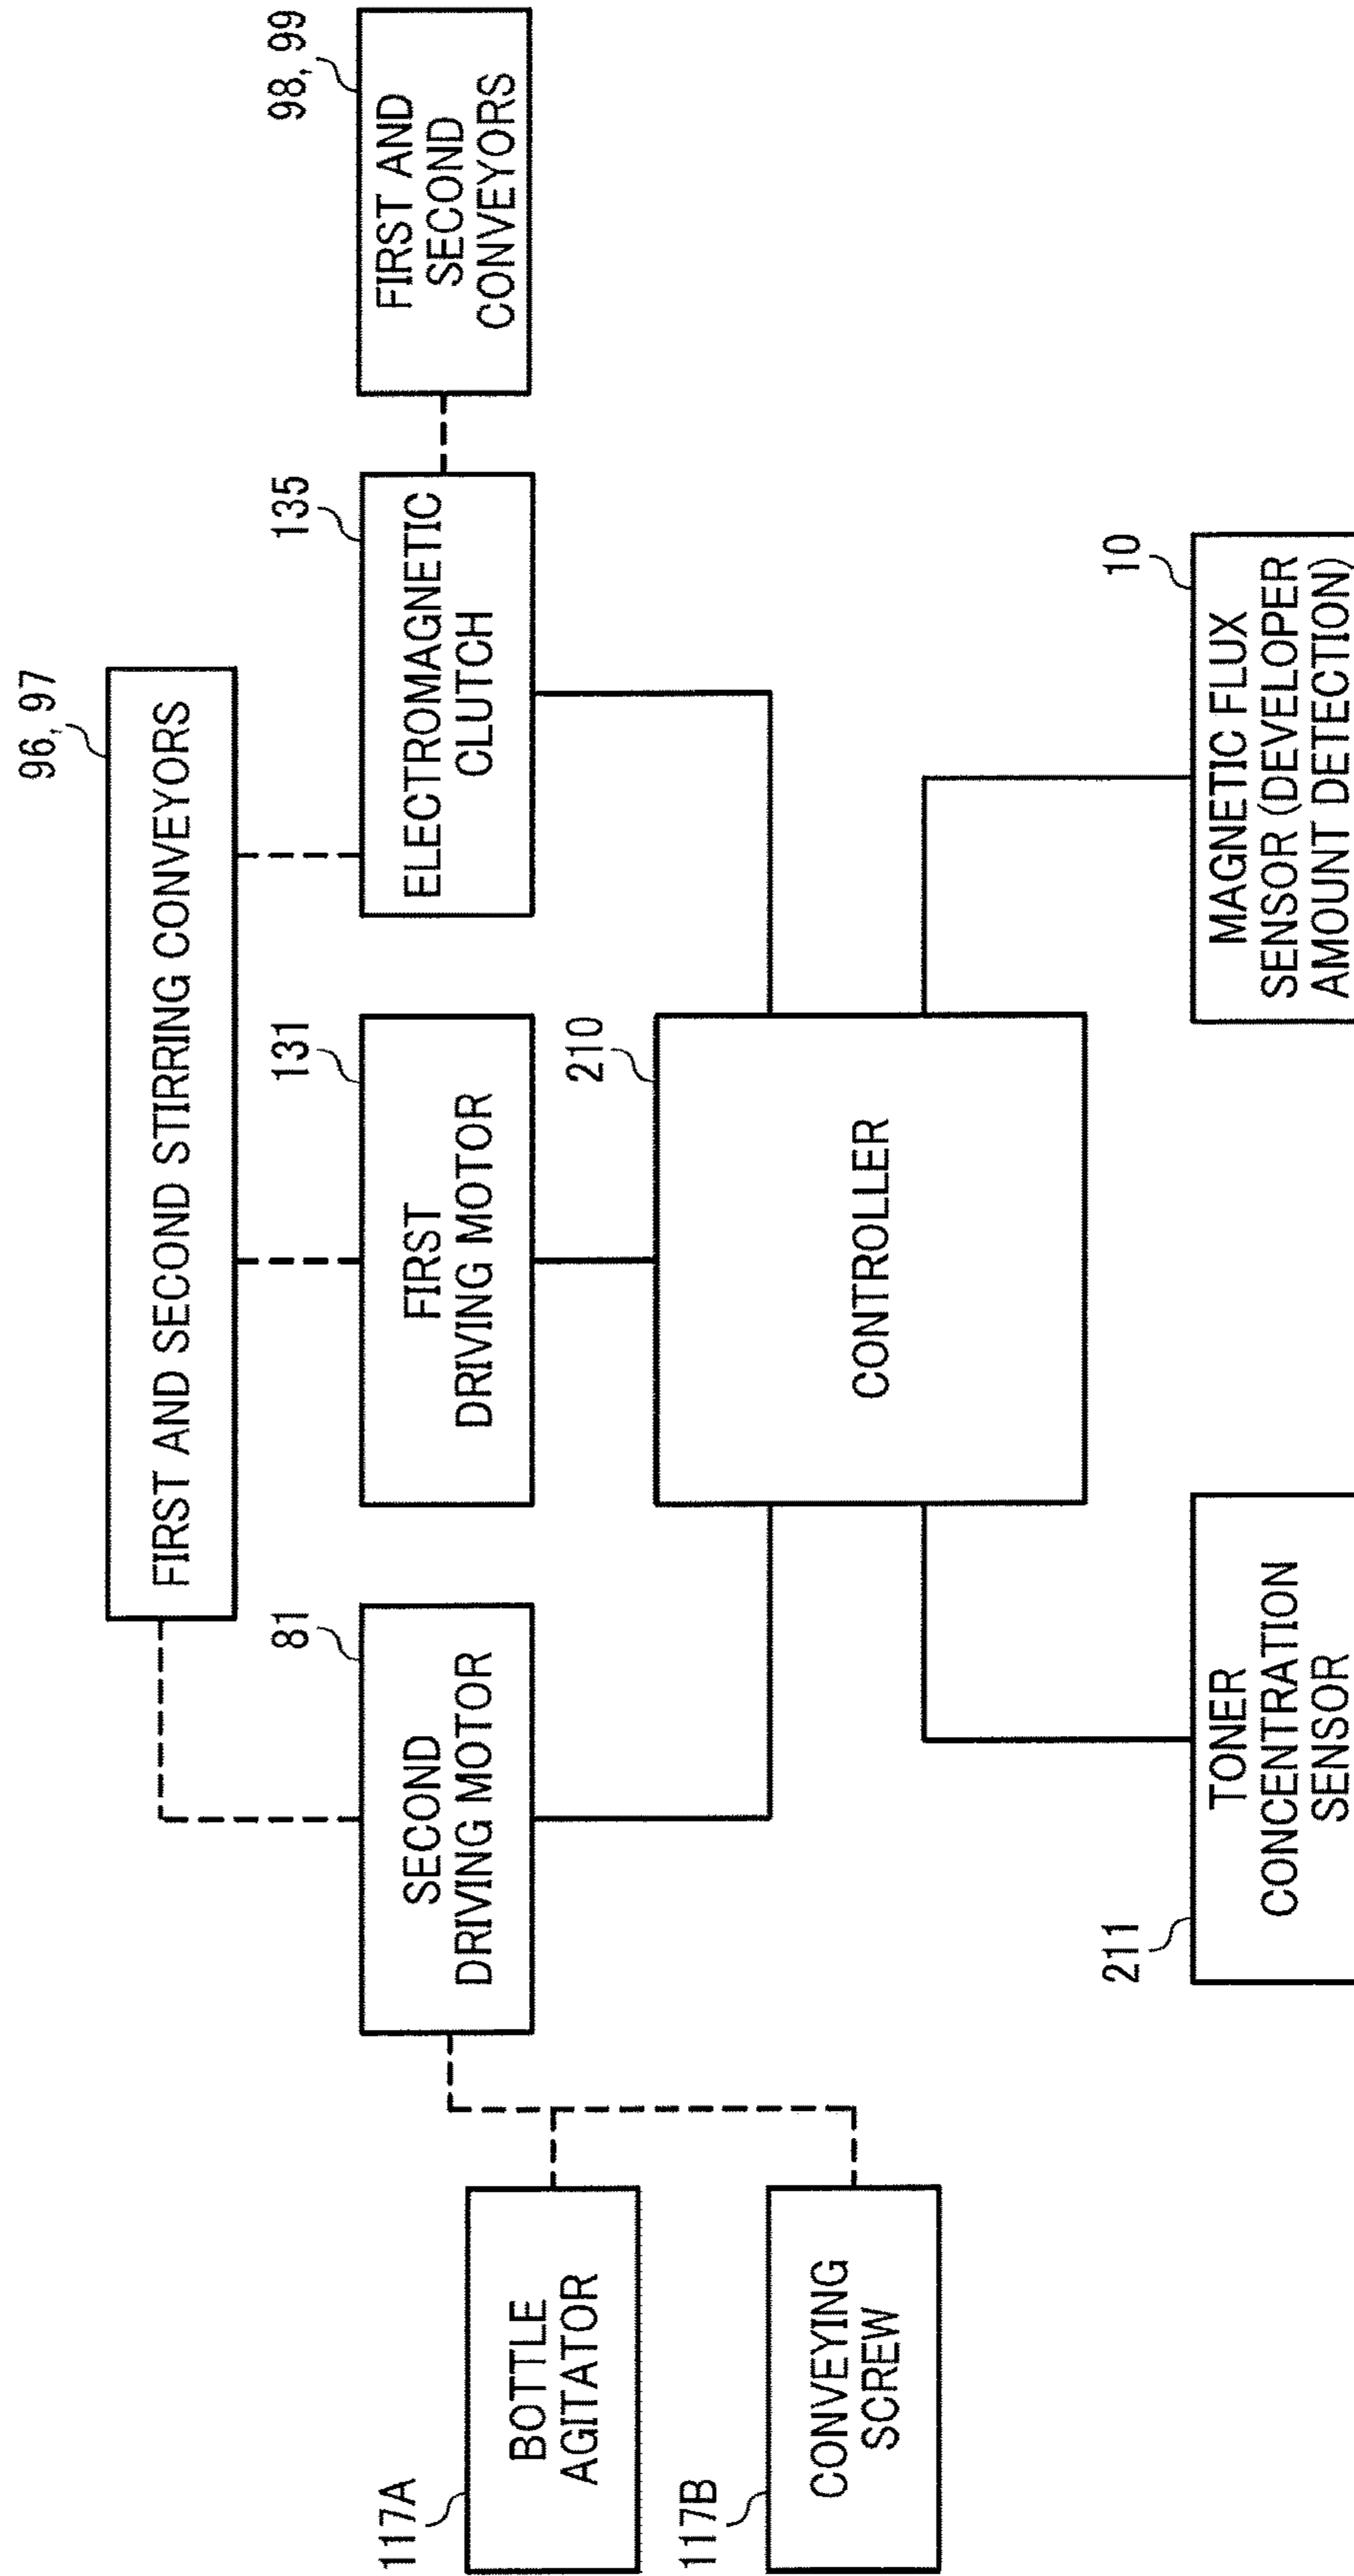 96, 97
FIRST AND SECOND STIRRING CONVEYORS
81
SECOND
DRIVING MOTOR
131
FIRST
DRIVING MOTOR
135
ELECTROMAGNETIC
CLUTCH
98, 99
FIRST AND
SECOND
CONVEYORS
117A
BOTTLE
AGITATOR
117B
CONVEYING
SCREW
210
CONTROLLER
211
TONER
CONCENTRATION
SENSOR
10
MAGNETIC FLUX
SENSOR (DEVELOPER
AMOUNT DETECTION)